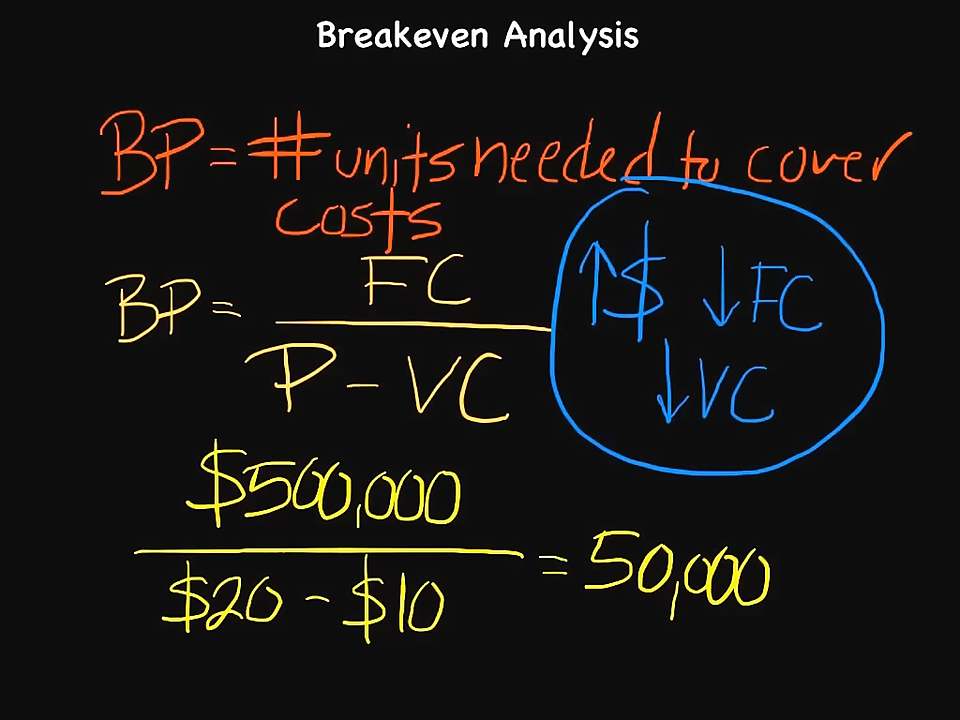 Breakeven Analysis
BP = # units needed to cover
costs
BP = FC
P - VC
↑$ ↓FC
↓VC
$500,000
$20 - $10
= 50,000